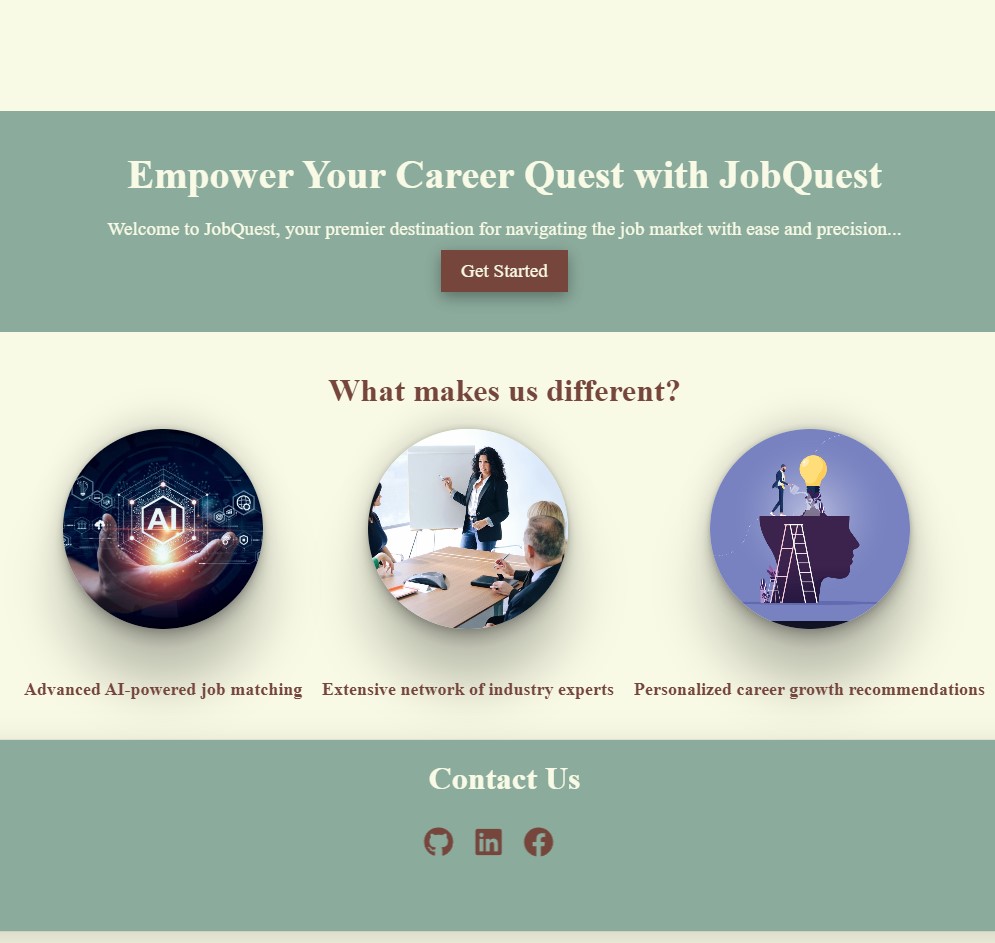 Empower Your Career Quest with JobQuest
Welcome to JobQuest, your premier destination for navigating the job market with ease and precision...
Get Started
What makes us different?
AI
Advanced AI-powered job matching
Extensive network of industry experts
Personalized career growth recommendations
Contact Us
in